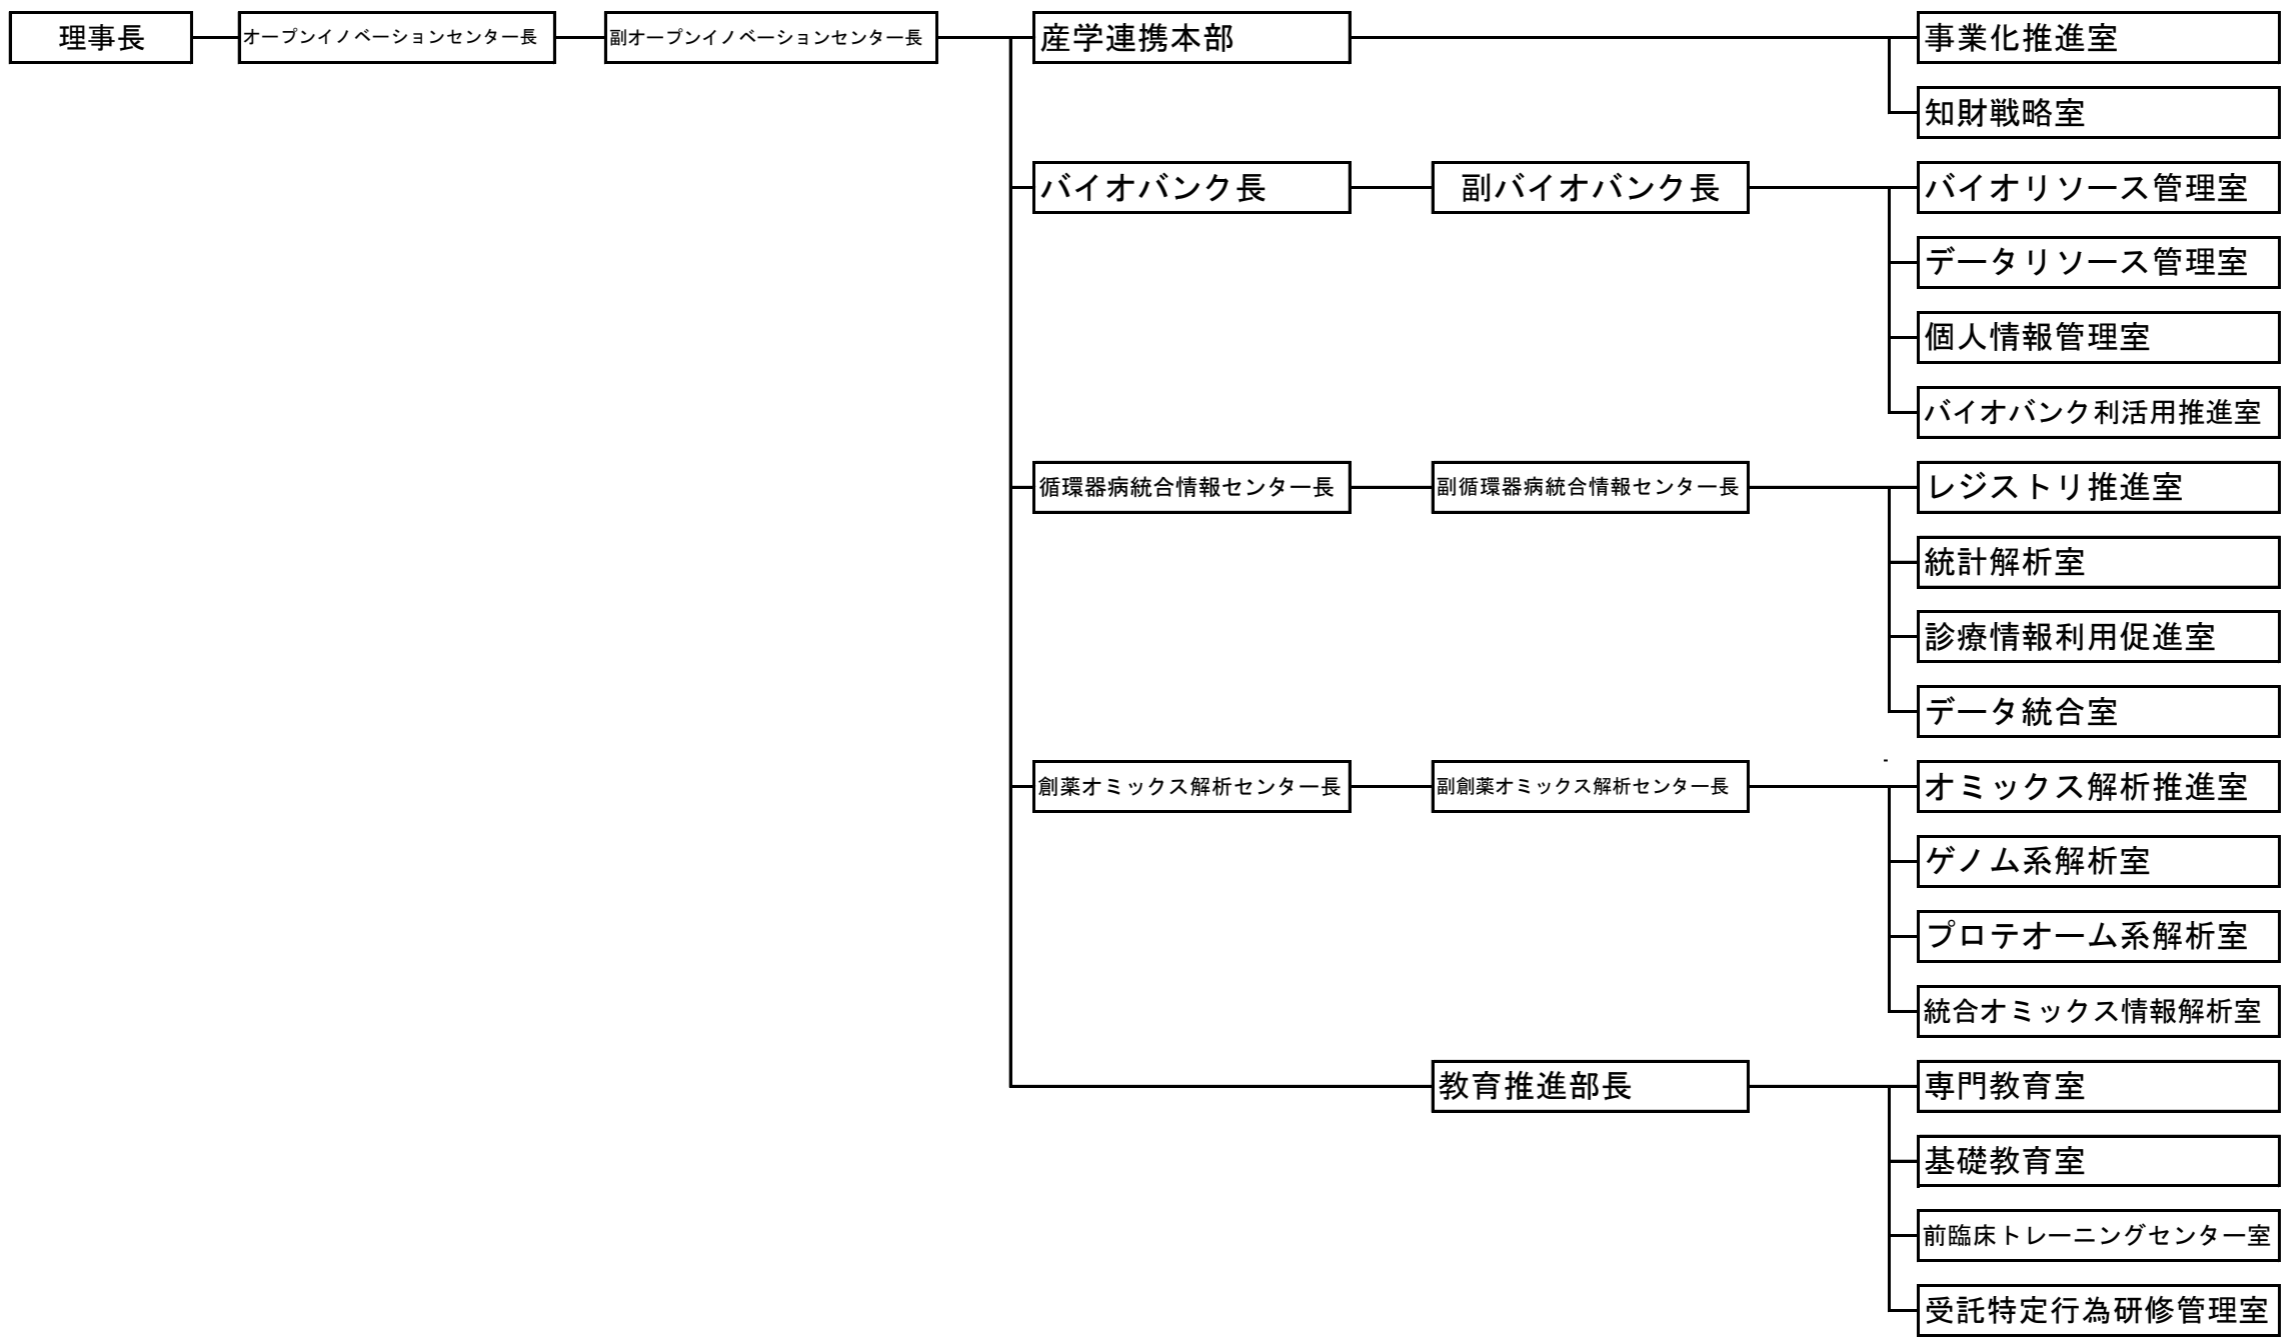 理事長
オープンイノベーションセンター長
副オープンイノベーションセンター長
産学連携本部
事業化推進室
知財戦略室
バイオバンク長
副バイオバンク長
バイオリソース管理室
データリソース管理室
個人情報管理室
バイオバンク利活用推進室
循環器病統合情報センター長
副循環器病統合情報センター長
レジストリ推進室
統計解析室
診療情報利用促進室
データ統合室
創薬オミックス解析センター長
副創薬オミックス解析センター長
オミックス解析推進室
ゲノム系解析室
プロテオーム系解析室
統合オミックス情報解析室
教育推進部長
専門教育室
基礎教育室
前臨床トレーニングセンター室
受託特定行為研修管理室